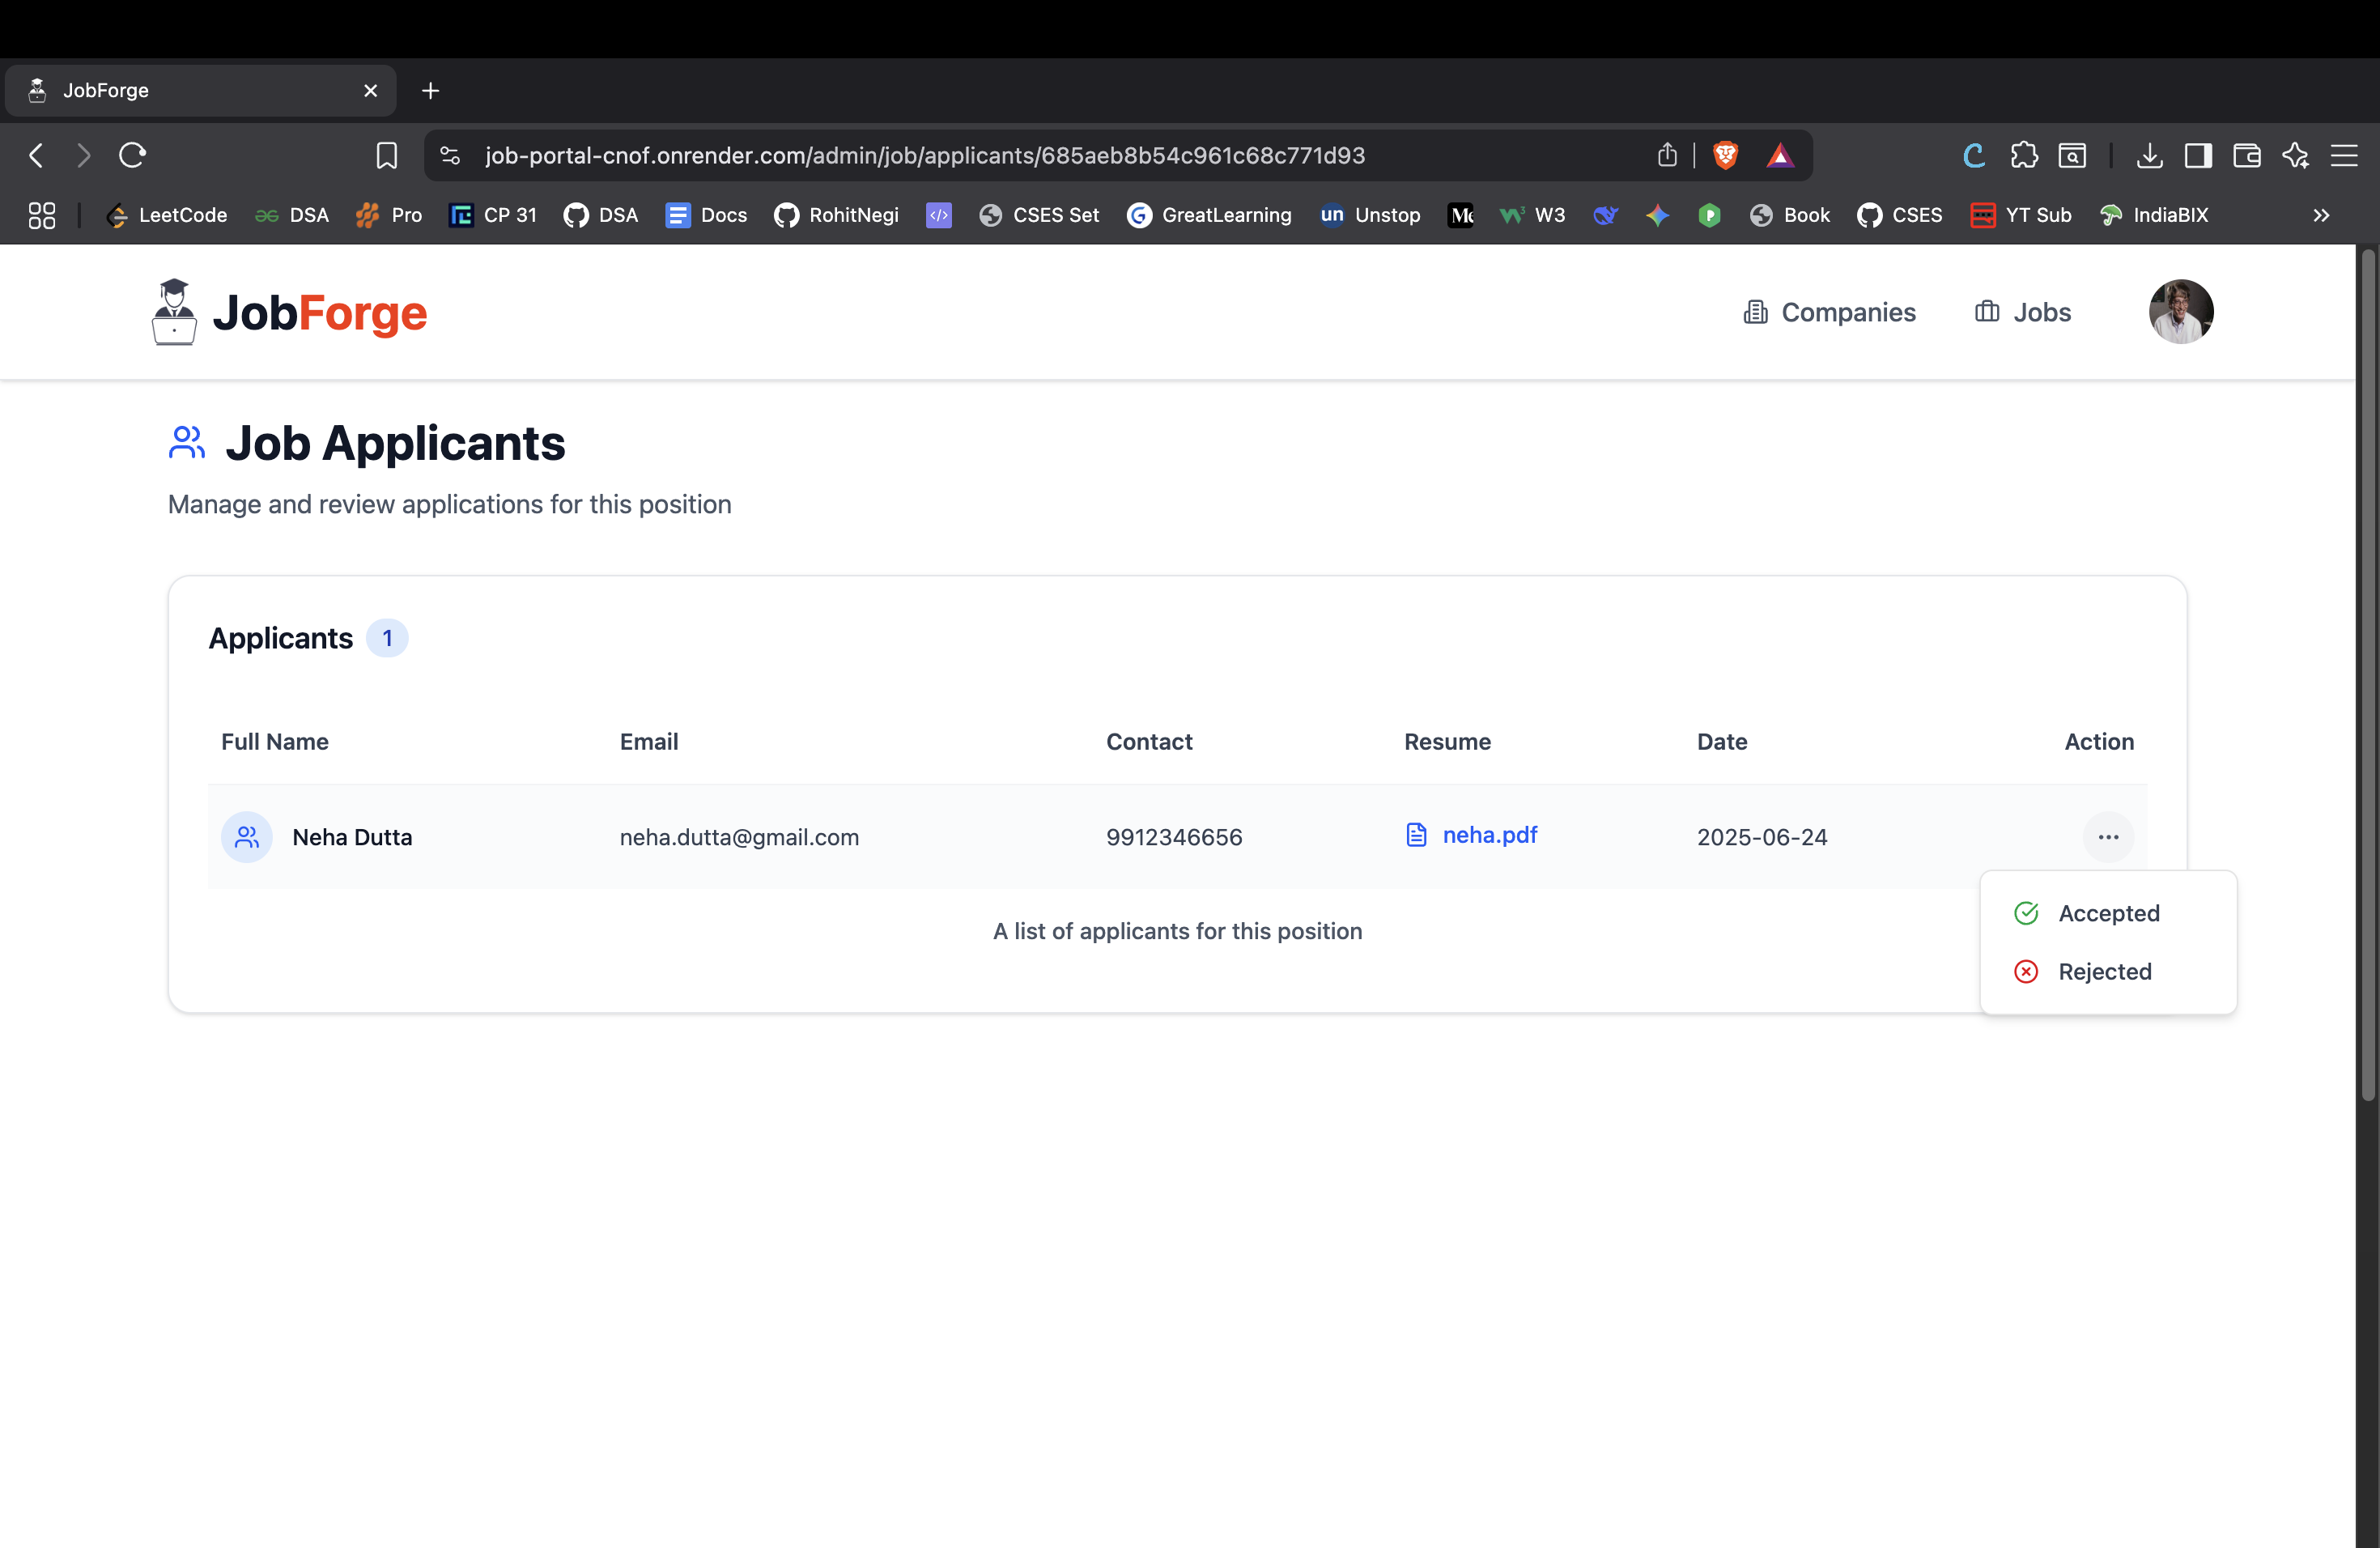 JobForge
job-portal-cnof.onrender.com/admin/job/applicants/685aeb8b54c961c68c771d93
LeetCode DSA Pro CP 31 DSA Docs RohitNegi CSES Set GreatLearning un Unstop W3 Book CSES YT Sub IndiaBIX
JobForge Companies Jobs
Job Applicants
Manage and review applications for this position
Applicants 1
Full Name Email Contact Resume Date Action
Neha Dutta neha.dutta@gmail.com 9912346656 neha.pdf 2025-06-24
Accepted
A list of applicants for this position
Rejected